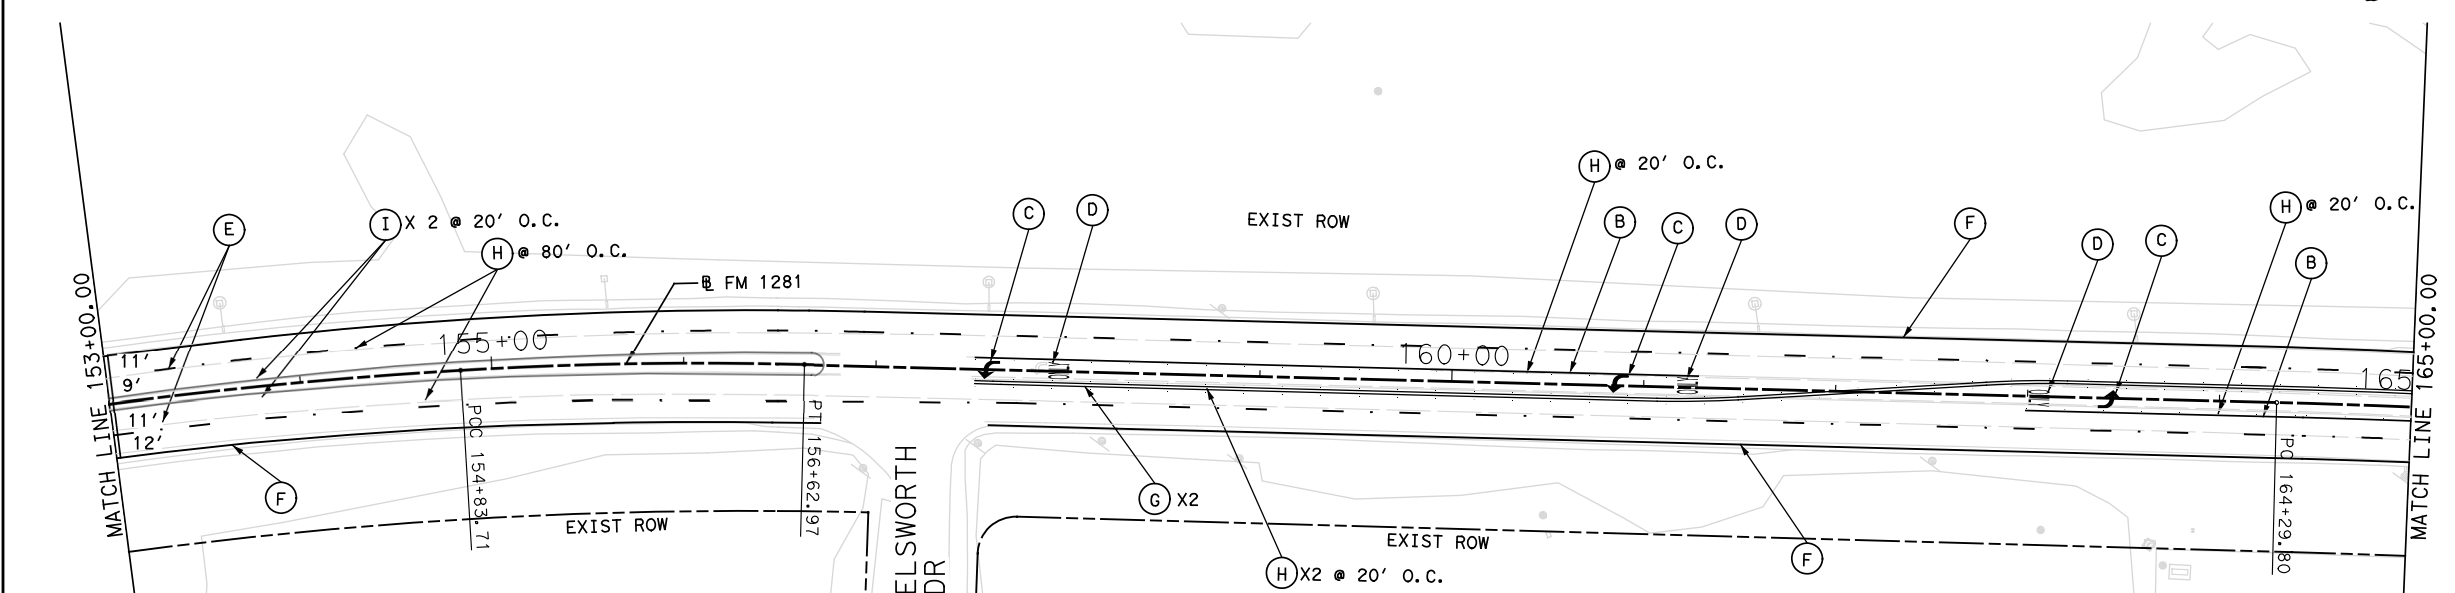 H @ 20' O.C.
H @ 20' O.C.
C
D
B
C
D
F
D
C
B
E
I X 2 @ 20' O.C.
H @ 80' O.C.
EXIST ROW
FM 1281
MATCH LINE 153+00.00
MATCH LINE 165+00.00
11'
9'
11'
12'
155+00
160+00
165
POC 154+83.71
PT 156+62.97
PC 164+29.80
F
G X2
H X2 @ 20' O.C.
F
EXIST ROW
EXIST ROW
ELSWORTH
DR